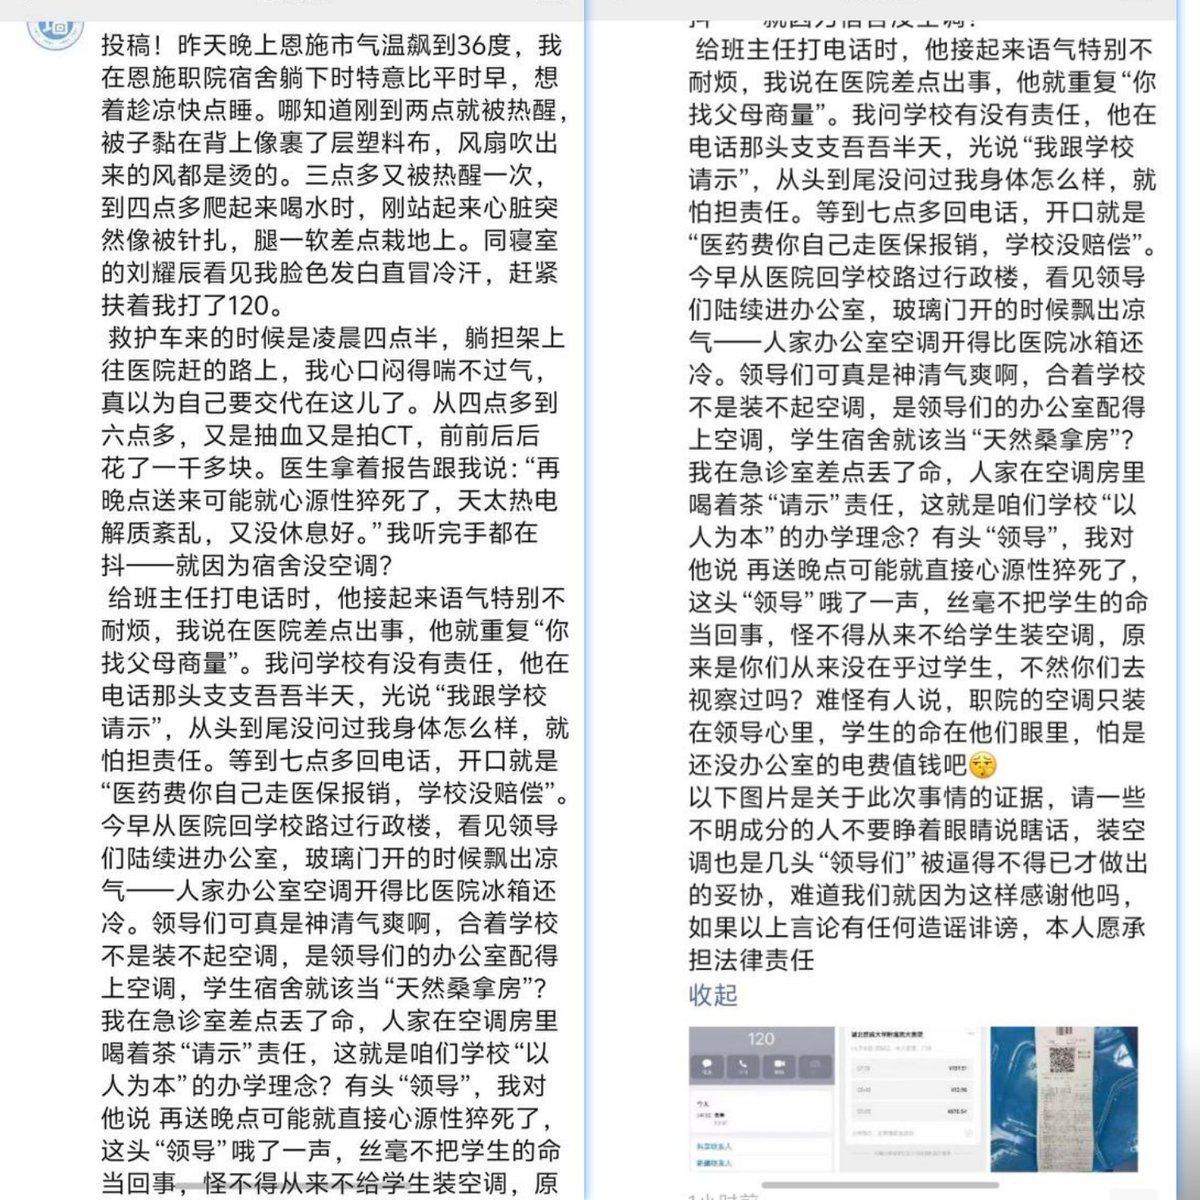 投稿！昨天晚上恩施市气温飙到36度，我
在恩施职院宿舍躺下时特意比平时早，想
着趁凉快点睡。哪知道刚到两点就被热醒，
被子黏在背上像裹了层塑料布，风扇吹出
来的风都是烫的。三点多又被热醒一次，
到四点多爬起来喝水时，刚站起来心脏突
然像被针扎，腿一软差点栽地上。同寝室
的刘耀辰看见我脸色发白直冒冷汗，赶紧
扶着我打了120。
救护车来的时候是凌晨四点半，躺担架上
往医院赶的路上，我心口闷得喘不过气，
真以为自己要交代在这儿了。从四点多到
六点多，又是抽血又是拍CT，前前后后
花了一千多块。医生拿着报告跟我说：“再
晚点送来可能就心源性猝死了，天太热电
解质紊乱，又没休息好。”我听完手都在
抖——就因为宿舍没空调？
给班主任打电话时，他接起来语气特别不
耐烦，我说在医院差点出事，他就重复“你
找父母商量”。我问学校有没有责任，他在
电话那头支支吾吾半天，光说“我跟学校
请示”，从头到尾没问过我身体怎么样，就
怕担责任。等到七点多回电话，开口就是
“医药费你自己走医保报销，学校没赔偿”。
今早从医院回学校路过行政楼，看见领导
们陆续进办公室，玻璃门开的时候飘出凉
气——人家办公室空调开得比医院冰箱还
冷。领导们可真是神清气爽啊，合着学校
不是装不起空调，是领导们的办公室配得
上空调，学生宿舍就该当“天然桑拿房”？
我在急诊室差点丢了命，人家在空调房里
喝着茶“请示”责任，这就是咱们学校“以
人为本”的办学理念？有头“领导”，我对
他说 再送晚点可能就直接心源性猝死了，
这头“领导”哦了一声，丝毫不把学生的命
当回事，怪不得从来不给学生装空调，原
抖——就因为宿舍没空调？
给班主任打电话时，他接起来语气特别不
耐烦，我说在医院差点出事，他就重复“你
找父母商量”。我问学校有没有责任，他在
电话那头支支吾吾半天，光说“我跟学校
请示”，从头到尾没问过我身体怎么样，就
怕担责任。等到七点多回电话，开口就是
“医药费你自己走医保报销，学校没赔偿”。
今早从医院回学校路过行政楼，看见领导
们陆续进办公室，玻璃门开的时候飘出凉
气——人家办公室空调开得比医院冰箱还
冷。领导们可真是神清气爽啊，合着学校
不是装不起空调，是领导们的办公室配得
上空调，学生宿舍就该当“天然桑拿房”？
我在急诊室差点丢了命，人家在空调房里
喝着茶“请示”责任，这就是咱们学校“以
人为本”的办学理念？有头“领导”，我对
他说 再送晚点可能就直接心源性猝死了，
这头“领导”哦了一声，丝毫不把学生的命
当回事，怪不得从来不给学生装空调，原
来是你们从来没在乎过学生，不然你们去
视察过吗？难怪有人说，职院的空调只装
在领导心里，学生的命在他们眼里，怕是
还没办公室的电费值钱吧
以下图片是关于此次事情的证据，请一些
不明成分的人不要睁着眼睛说瞎话，装空
调也是几头“领导们”被逼得不得已才做出
的妥协，难道我们就因为这样感谢他吗，
如果以上言论有任何造谣诽谤，本人愿承
担法律责任
收起
120
今天
共享联系人
新建联系人
1小时前